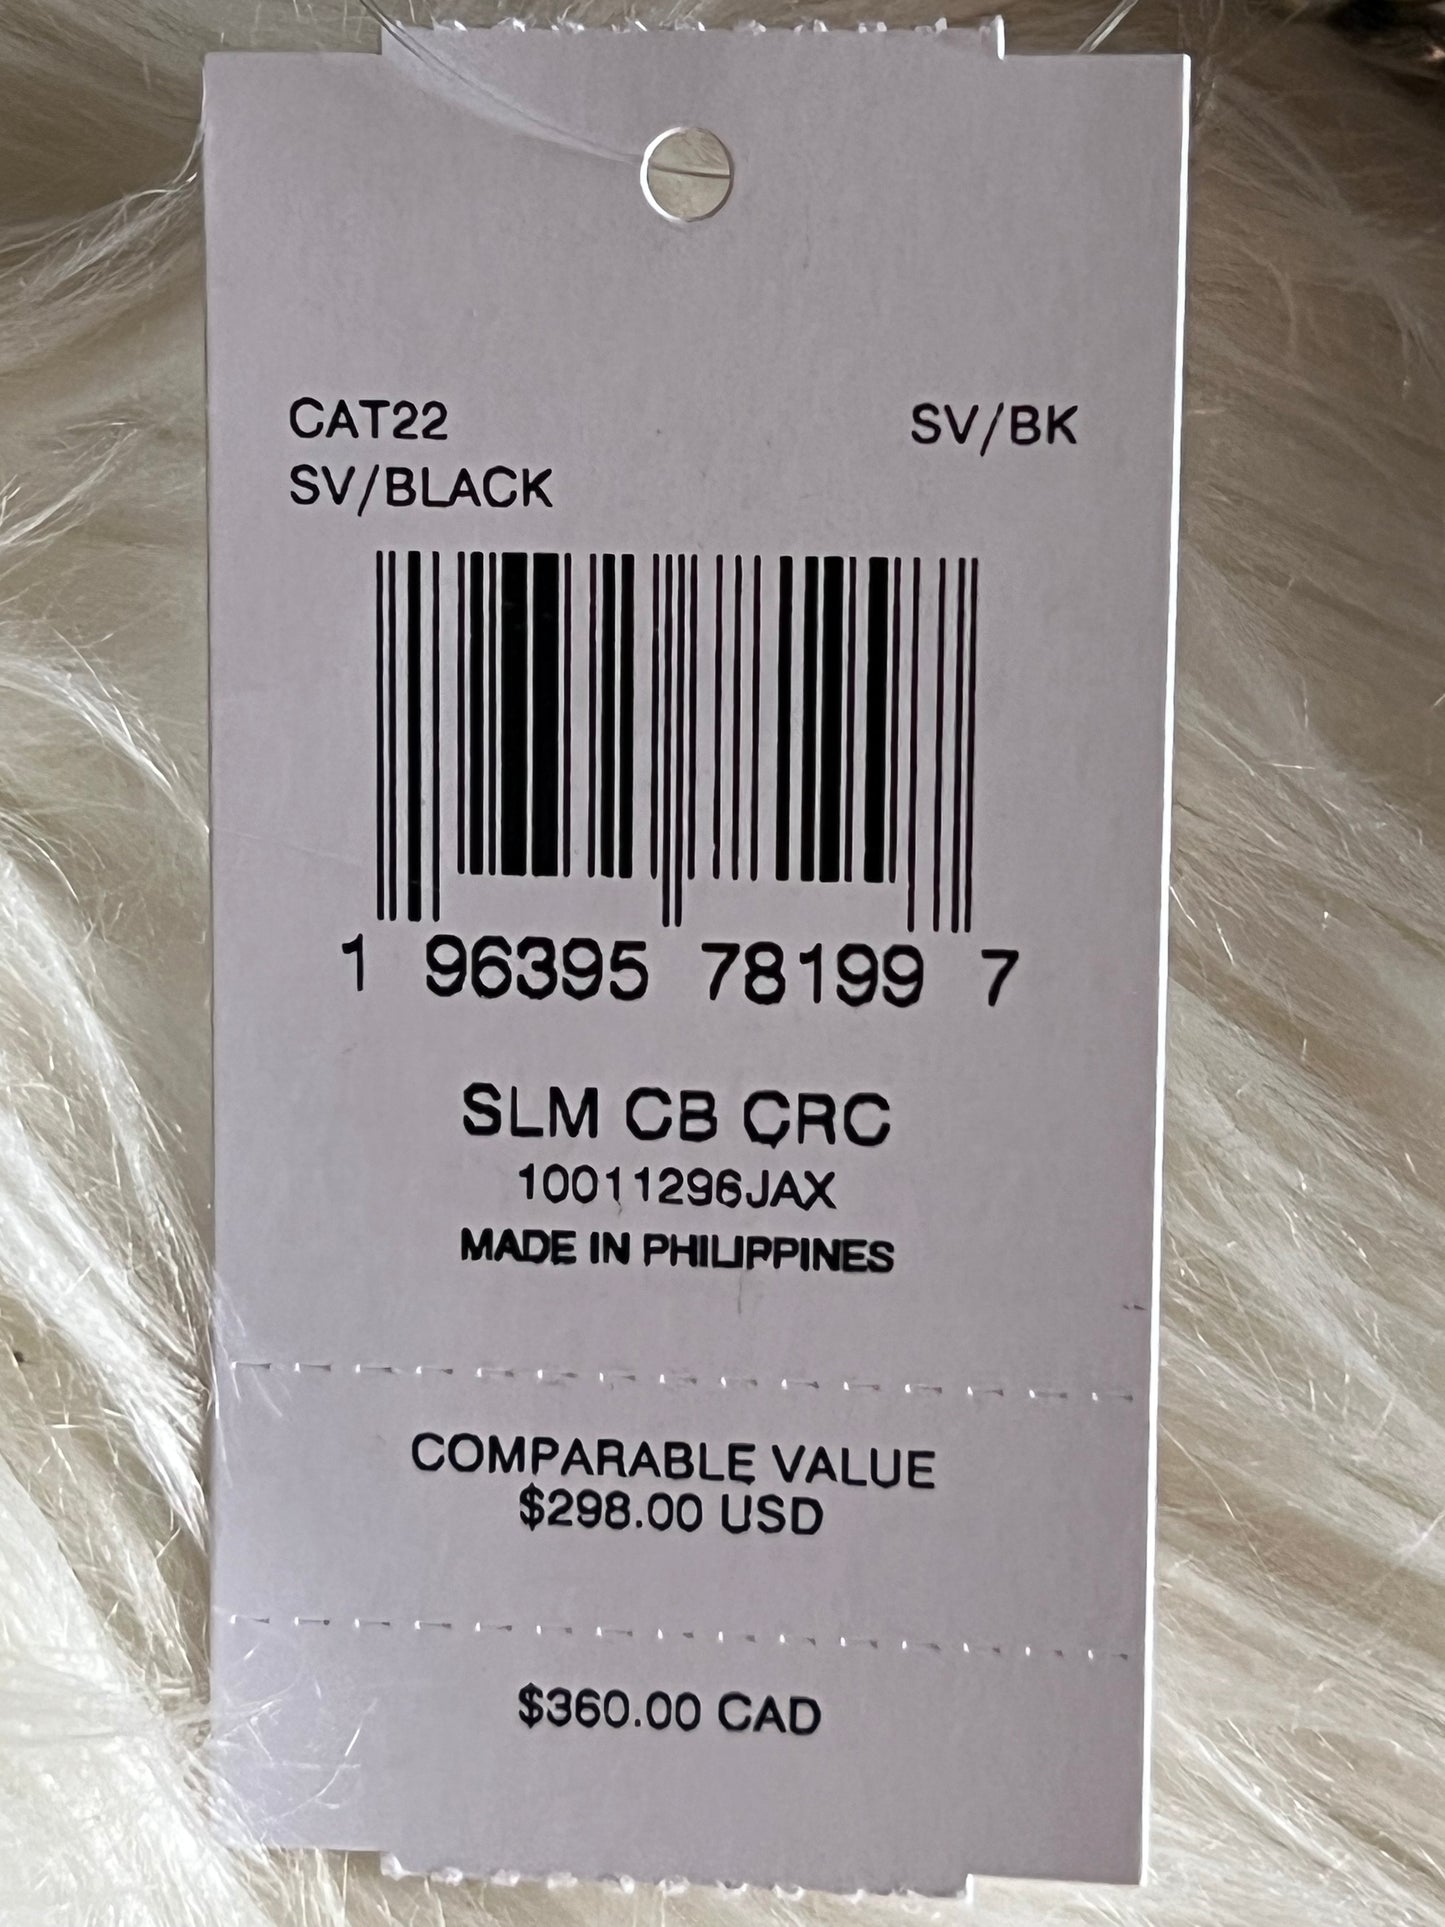 CAT22 SV/BK
SV/BLACK
1 96395 78199 7
SLM CB CRC
10011296JAX
MADE IN PHILIPPINES
COMPARABLE VALUE
$298.00 USD
$360.00 CAD